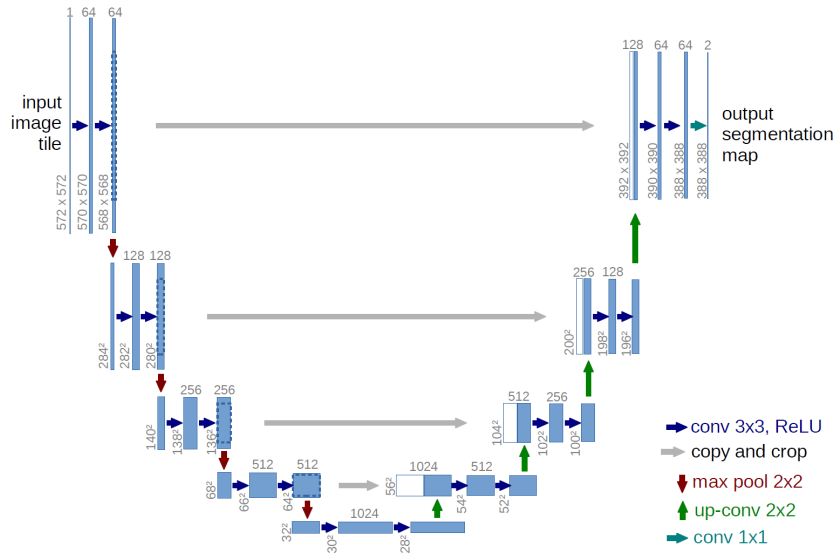 1 64 64
input
image
tile
572 x 572
570 x 570
568 x 568
128 64 64 2
output
segmentation
map
392 x 392
390 x 390
388 x 388
388 x 388
128 128
284²
282²
280²
256 128
200²
198²
196²
256 256
140²
138²
136²
512 256
104²
102²
100²
512 512
68²
66²
64²
1024 512
56²
54²
52²
1024
32²
30²
28²
conv 3x3, ReLU
copy and crop
max pool 2x2
up-conv 2x2
conv 1x1